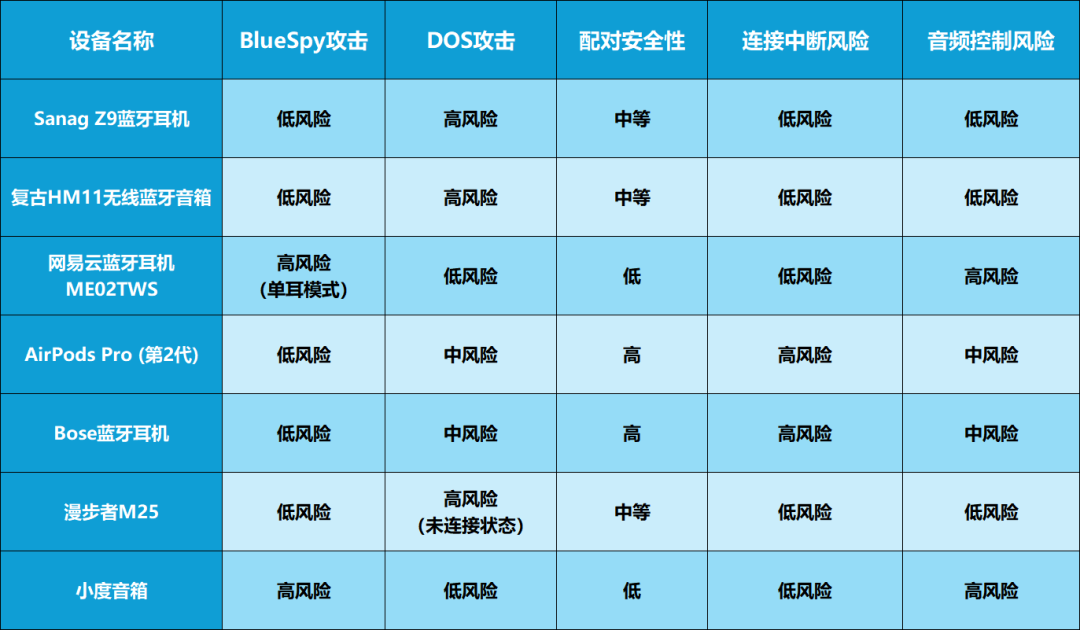 设备名称 BlueSpy攻击 DOS攻击 配对安全性 连接中断风险 音频控制风险
Sanag Z9蓝牙耳机 低风险 高风险 中等 低风险 低风险
复古HM11无线蓝牙音箱 低风险 高风险 中等 低风险 低风险
网易云蓝牙耳机
ME02TWS
高风险
（单耳模式）
低风险 低 低风险 高风险
AirPods Pro (第2代) 低风险 中风险 高 高风险 中风险
Bose蓝牙耳机 低风险 中风险 高 高风险 中风险
漫步者M25 低风险
高风险
（未连接状态）
中等 低风险 低风险
小度音箱 高风险 低风险 低 低风险 高风险